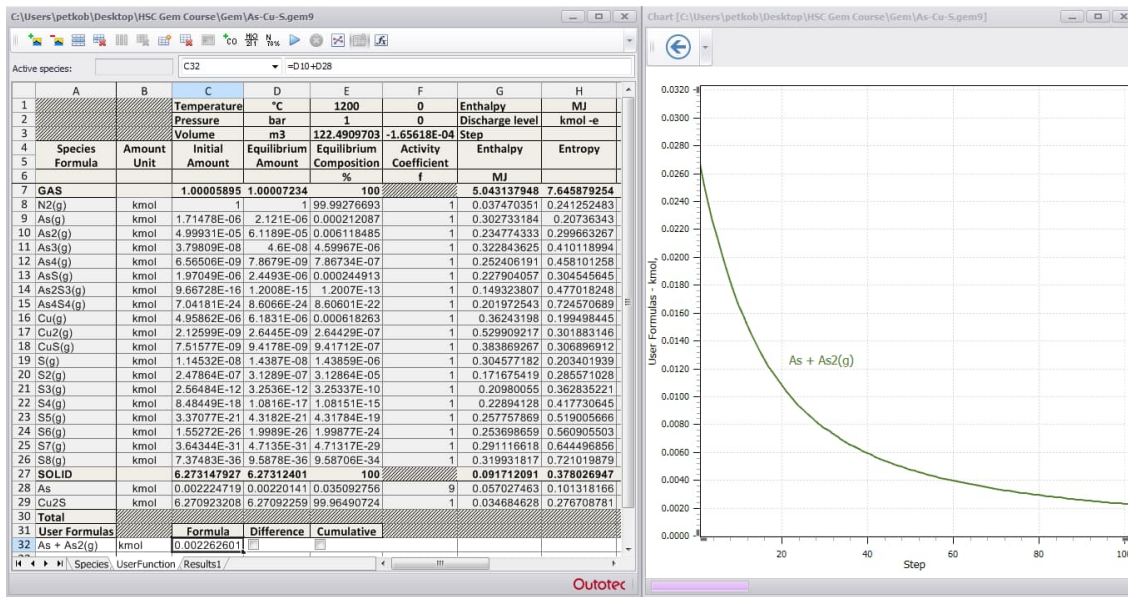 C:\Users\petkob\Desktop\HSC Gem Course\Gem\As-Cu-S.gem9
Active species: C32 =D10+D28
A B C D E F G H
1 Temperature °C 1200 0 Enthalpy MJ
2 Pressure bar 1 0 Discharge level kmol -e
3 Volume m3 122.4909703 -1.65618E-04 Step
4 Species Amount Initial Equilibrium Equilibrium Activity Enthalpy Entropy
5 Formula Unit Amount Amount Composition Coefficient
6 % f MJ
7 GAS 1.00005895 1.00007234 100 5.043137948 7.645879254
8 N2(g) kmol 1 1 99.99276693 1 0.037470351 0.241252483
9 As(g) kmol 1.71478E-06 2.121E-06 0.000212087 1 0.302733184 0.20736343
10 As2(g) kmol 4.99931E-05 6.1189E-05 0.006118485 1 0.234774333 0.299663267
11 As3(g) kmol 3.79809E-08 4.6E-08 4.59967E-06 1 0.322843625 0.410118994
12 As4(g) kmol 6.56506E-09 7.8679E-09 7.86734E-07 1 0.252406191 0.458101258
13 AsS(g) kmol 1.97049E-06 2.4493E-06 0.000244913 1 0.227904057 0.304545645
14 As2S3(g) kmol 9.66728E-16 1.2008E-15 1.2007E-13 1 0.149323807 0.477018248
15 As4S4(g) kmol 7.04181E-24 8.6066E-24 8.60601E-22 1 0.201972543 0.724570689
16 Cu(g) kmol 4.95862E-06 6.1831E-06 0.000618263 1 0.36243198 0.199498445
17 Cu2(g) kmol 2.12599E-09 2.6445E-09 2.64429E-07 1 0.529909217 0.301883146
18 CuS(g) kmol 7.51577E-09 9.4178E-09 9.41712E-07 1 0.383869267 0.306896912
19 S(g) kmol 1.14532E-08 1.4387E-08 1.43859E-06 1 0.304577182 0.203401939
20 S2(g) kmol 2.47864E-07 3.1289E-07 3.12864E-05 1 0.171675419 0.285571028
21 S3(g) kmol 2.56484E-12 3.2536E-12 3.25337E-10 1 0.20980055 0.362835221
22 S4(g) kmol 8.48449E-18 1.0816E-17 1.08151E-15 1 0.22894128 0.417730645
23 S5(g) kmol 3.37077E-21 4.3182E-21 4.31784E-19 1 0.257757869 0.519005666
24 S6(g) kmol 1.55272E-26 1.9989E-26 1.99877E-24 1 0.253698659 0.560905503
25 S7(g) kmol 3.64344E-31 4.7135E-31 4.71317E-29 1 0.291116618 0.644496856
26 S8(g) kmol 7.37483E-36 9.5878E-36 9.58706E-34 1 0.319931817 0.721019879
27 SOLID 6.273147927 6.27312401 100 0.091712091 0.378026947
28 As kmol 0.002224719 0.00220141 0.035092756 9 0.057027463 0.101318166
29 Cu2S kmol 6.270923208 6.27092259 99.96490724 1 0.034684628 0.276708781
30 Total
31 User Formulas Formula Difference Cumulative
32 As + As2(g) kmol 0.002262601
Species UserFunction Results1
Outotec
Chart [C:\Users\petkob\Desktop\HSC Gem Course\Gem\As-Cu-S.gem9]
User Formulas - kmol,
0.0320
0.0280
0.0260
0.0240
0.0220
0.0200
0.0180
0.0160
0.0140
0.0120
0.0100
0.0080
0.0060
0.0040
0.0020
0.0000
As + As2(g)
20 40 60 80
Step